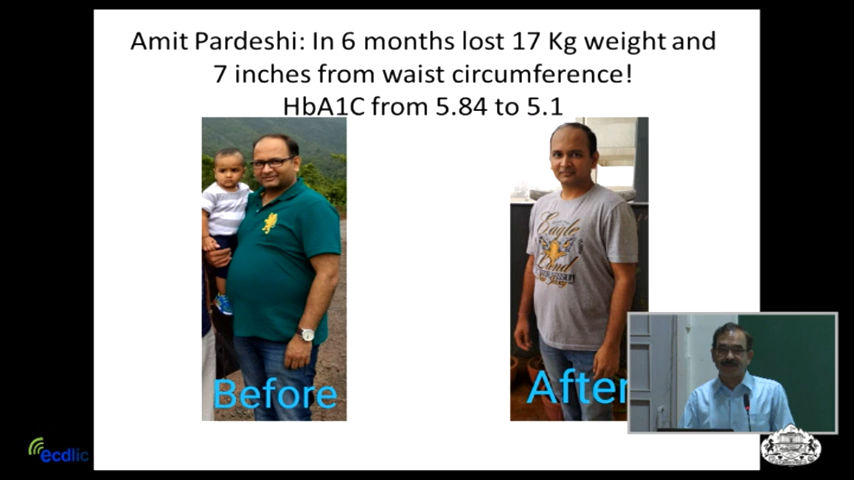 Amit Pardeshi: In 6 months lost 17 Kg weight and
7 inches from waist circumference!
HbA1C from 5.84 to 5.1
Eagle
Before
After
ecdlic